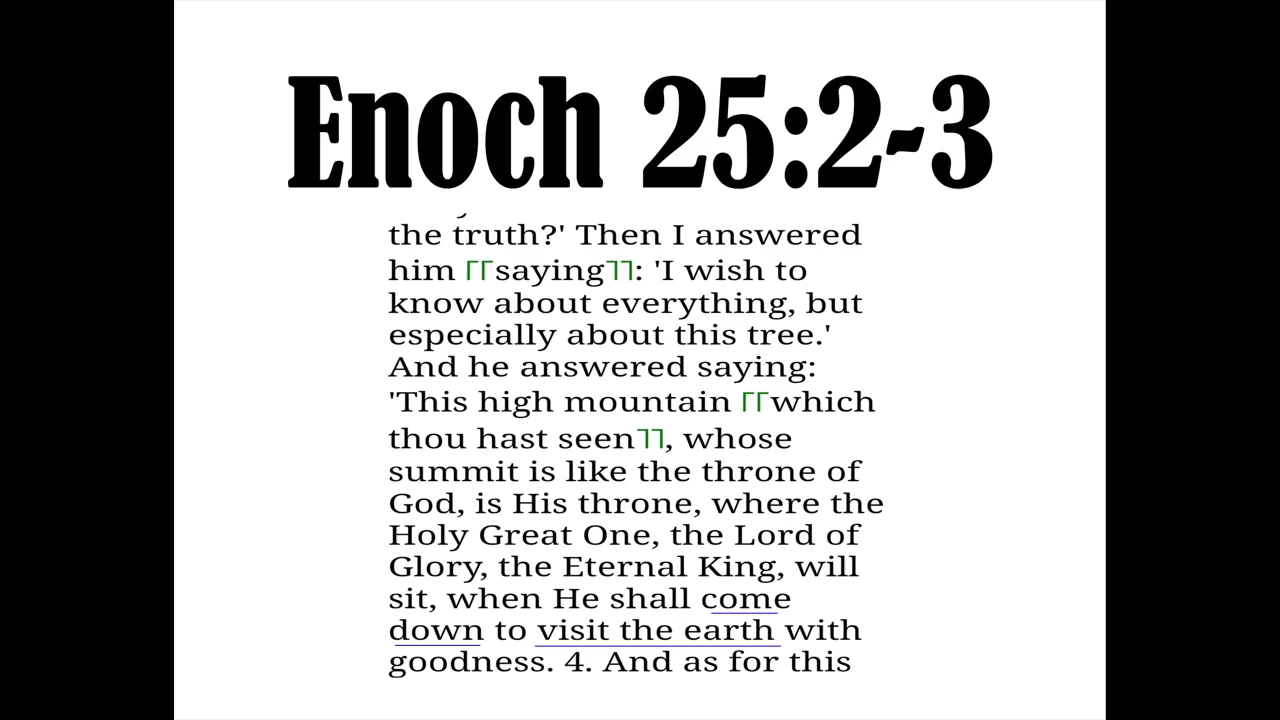 Enoch 25:2-3
the truth?' Then I answered
him ⸢⸢saying⸣⸣: 'I wish to
know about everything, but
especially about this tree.'
And he answered saying:
'This high mountain ⸢⸢which
thou hast seen⸣⸣, whose
summit is like the throne of
God, is His throne, where the
Holy Great One, the Lord of
Glory, the Eternal King, will
sit, when He shall come
down to visit the earth with
goodness. 4. And as for this